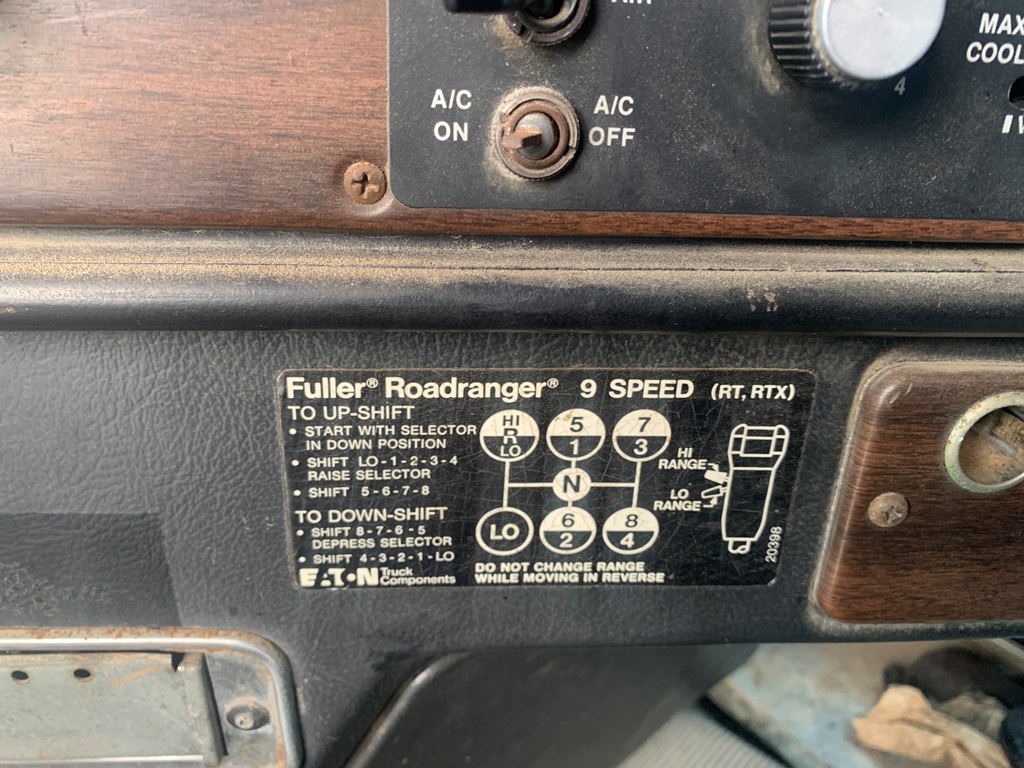 A/C
ON
A/C
OFF
4
MAX
COOL
Fuller® Roadranger® 9 SPEED (RT, RTX)
TO UP-SHIFT
• START WITH SELECTOR
IN DOWN POSITION
• SHIFT LO-1-2-3-4
RAISE SELECTOR
• SHIFT 5-6-7-8
TO DOWN-SHIFT
• SHIFT 8-7-6-5
DEPRESS SELECTOR
• SHIFT 4-3-2-1-LO
EATON Truck
Components
HI
R
LO
5
1
7
3
N
LO
6
2
8
4
HI
RANGE
LO
RANGE
DO NOT CHANGE RANGE
WHILE MOVING IN REVERSE
20398